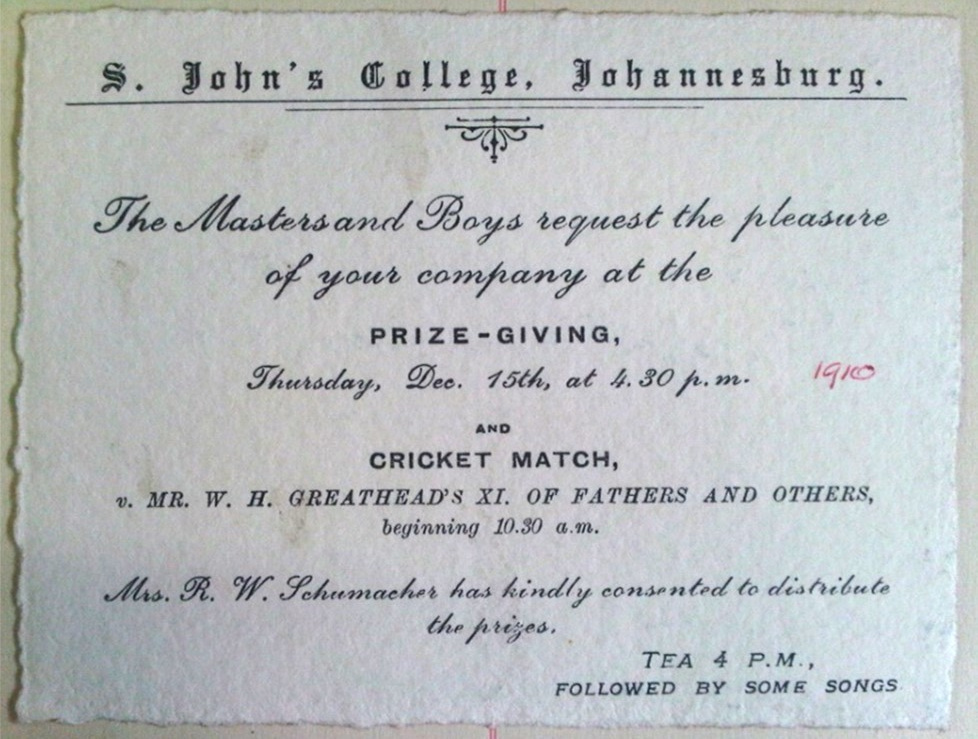 S. John's College, Johannesburg.
The Masters and Boys request the pleasure
of your company at the
PRIZE-GIVING,
Thursday, Dec. 15th, at 4.30 p.m. 1910
AND
CRICKET MATCH,
v. MR. W. H. GREATHEAD'S XI. OF FATHERS AND OTHERS,
beginning 10.30 a.m.
Mrs. R. W. Schumacher has kindly consented to distribute
the prizes.
TEA 4 P.M.,
FOLLOWED BY SOME SONGS